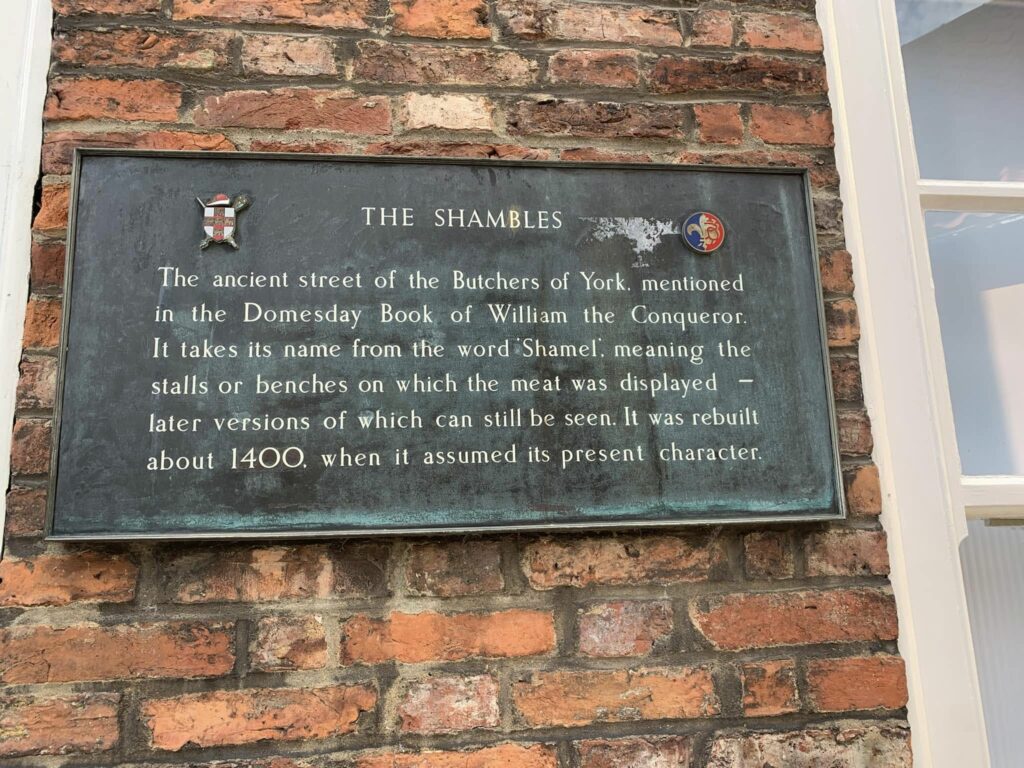 THE SHAMBLES
The ancient street of the Butchers of York, mentioned
in the Domesday Book of William the Conqueror.
It takes its name from the word 'Shamel', meaning the
stalls or benches on which the meat was displayed –
later versions of which can still be seen. It was rebuilt
about 1400, when it assumed its present character.